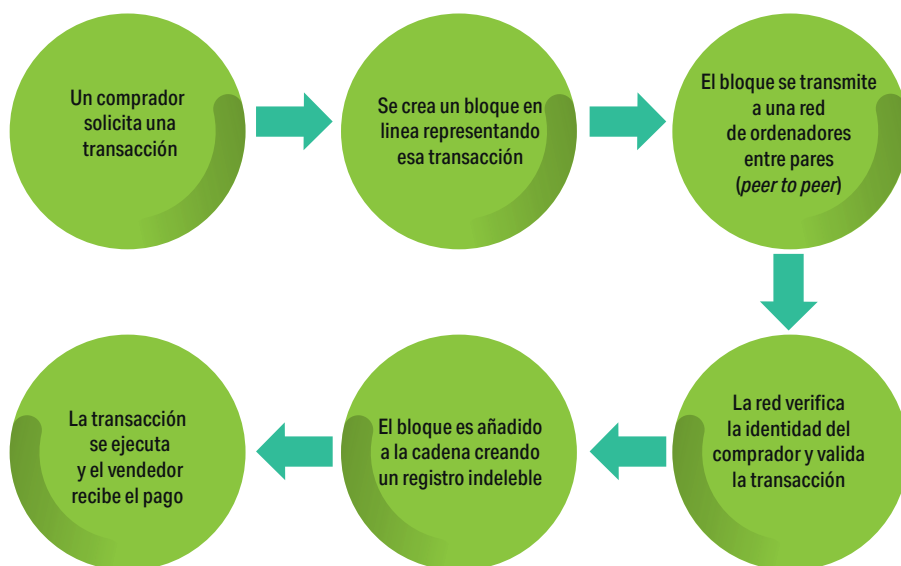 Un comprador
solicita una
transacción
Se crea un bloque en
linea representando
esa transacción
El bloque se transmite
a una red
de ordenadores
entre pares
(peer to peer)
La red verifica
la identidad del
comprador y valida
la transacción
El bloque es añadido
a la cadena creando
un registro indeleble
La transacción
se ejecuta
y el vendedor
recibe el pago